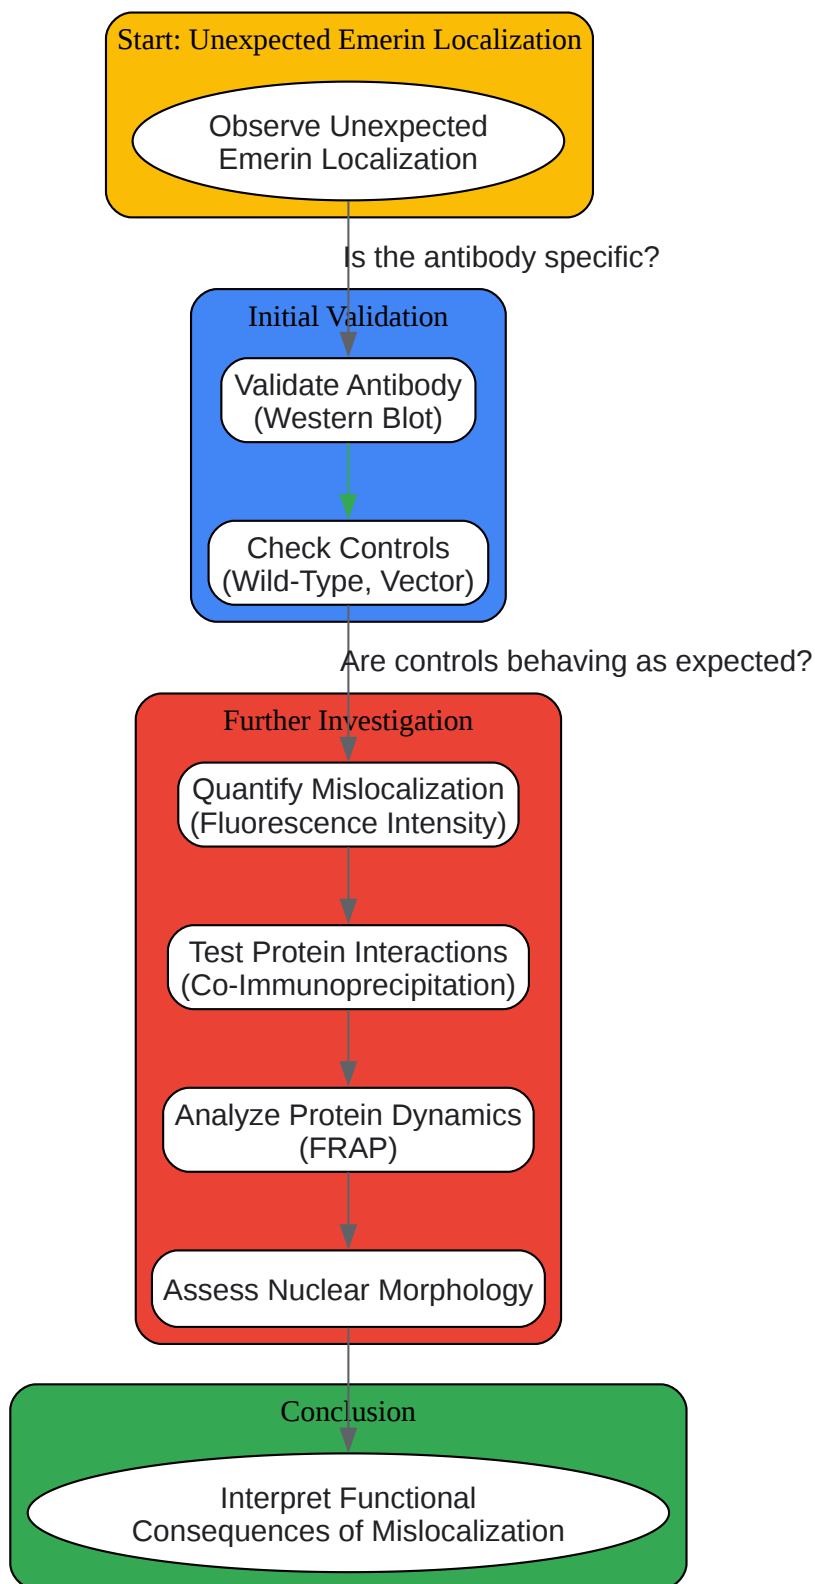 Start: Unexpected Emerin Localization
Observe Unexpected
Emerin Localization
Is the antibody specific?
Initial Validation
Validate Antibody
(Western Blot)
Check Controls
(Wild-Type, Vector)
Are controls behaving as expected?
Further Investigation
Quantify Mislocalization
(Fluorescence Intensity)
Test Protein Interactions
(Co-Immunoprecipitation)
Analyze Protein Dynamics
(FRAP)
Assess Nuclear Morphology
Conclusion
Interpret Functional
Consequences of Mislocalization